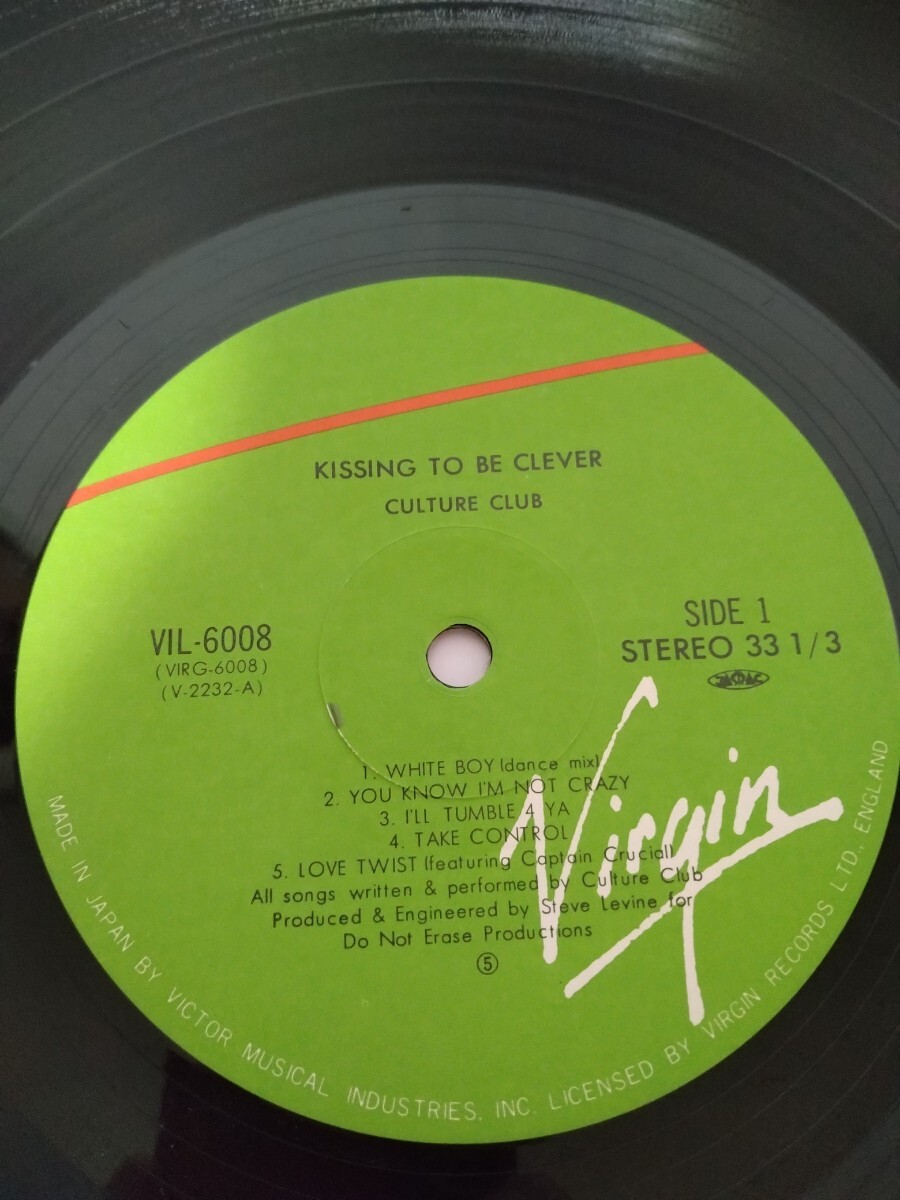 KISSING TO BE CLEVER
CULTURE CLUB
VIL-6008
(VIRG-6008)
(V-2232-A)
SIDE 1
STEREO 33 1/3
JASRAC
1. WHITE BOY (dance mix)
2. YOU KNOW I'M NOT CRAZY
3. I'LL TUMBLE 4 YA
4. TAKE CONTROL
5. LOVE TWIST (featuring Captain Crucial)
All songs written & performed by Culture Club
Produced & Engineered by Steve Levine for
Do Not Erase Productions
⑤
Virgin
MADE IN JAPAN BY VICTOR MUSICAL INDUSTRIES, INC. LICENSED BY VIRGIN RECORDS LTD., ENGLAND